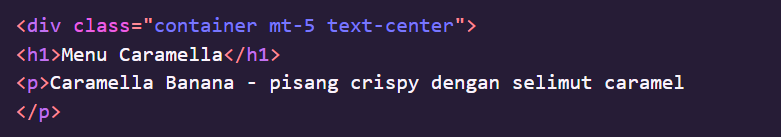 <div class="container mt-5 text-center">
<h1>Menu Caramella</h1>
<p>Caramella Banana - pisang crispy dengan selimut caramel
</p>